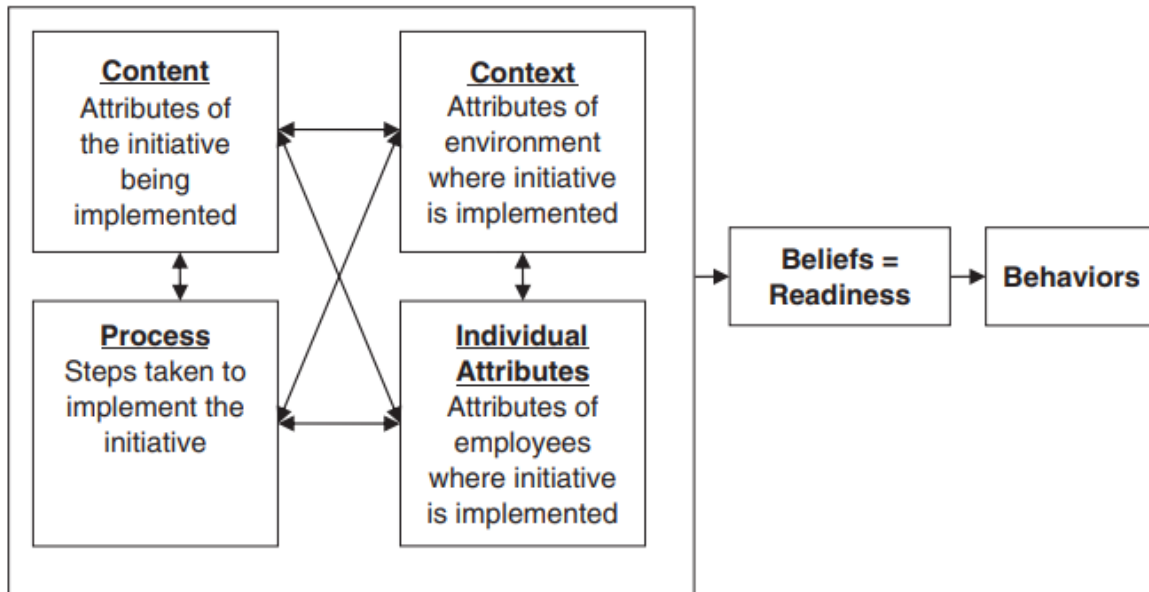 Content
Attributes of
the initiative
being
implemented
Context
Attributes of
environment
where initiative
is implemented
Process
Steps taken to
implement the
initiative
Individual
Attributes
Attributes of
employees
where initiative
is implemented
Beliefs =
Readiness
Behaviors